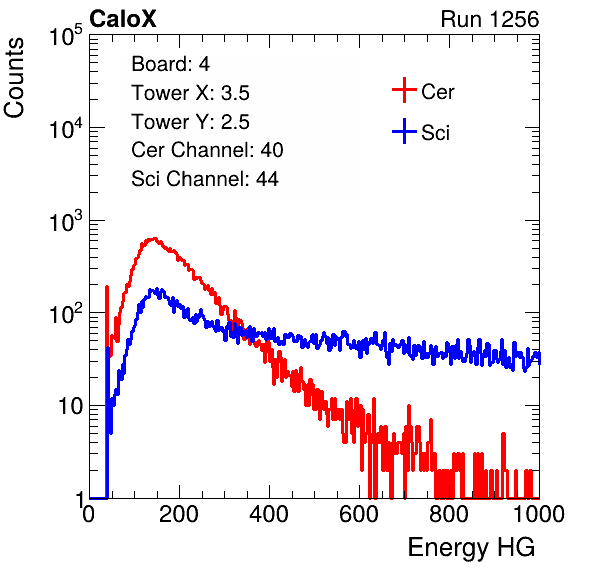 CaloX Run 1256
Counts
10^5
10^4
10^3
10^2
10
1
Board: 4
Tower X: 3.5
Tower Y: 2.5
Cer Channel: 40
Sci Channel: 44
Cer
Sci
0 200 400 600 800 1000
Energy HG